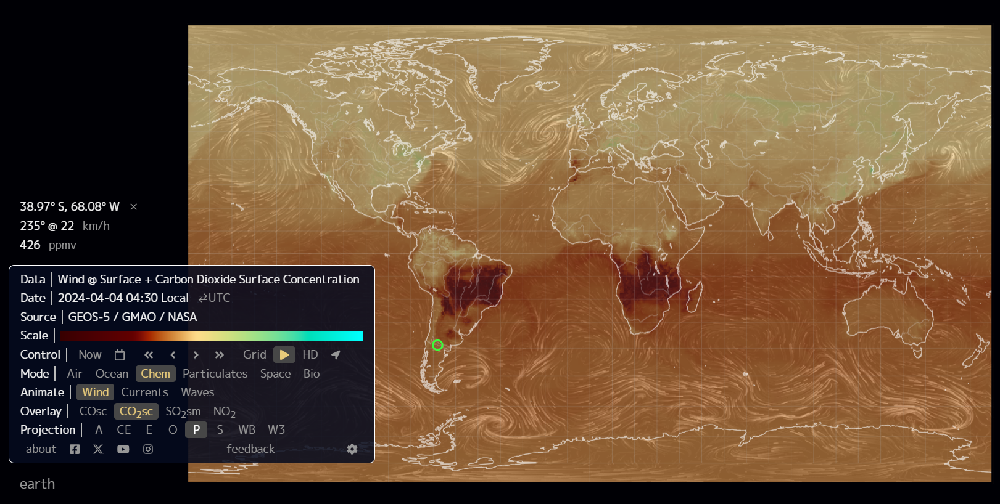 38.97° S, 68.08° W ×
235° @ 22 km/h
426 ppmv
Data | Wind @ Surface + Carbon Dioxide Surface Concentration
Date | 2024-04-04 04:30 Local ⇄UTC
Source | GEOS-5 / GMAO / NASA
Scale |
Control | Now « ‹ › » Grid HD
Mode | Air Ocean Chem Particulates Space Bio
Animate | Wind Currents Waves
Overlay | COsc CO₂sc SO₂sm NO₂
Projection | A CE E O P S WB W3
about feedback
earth